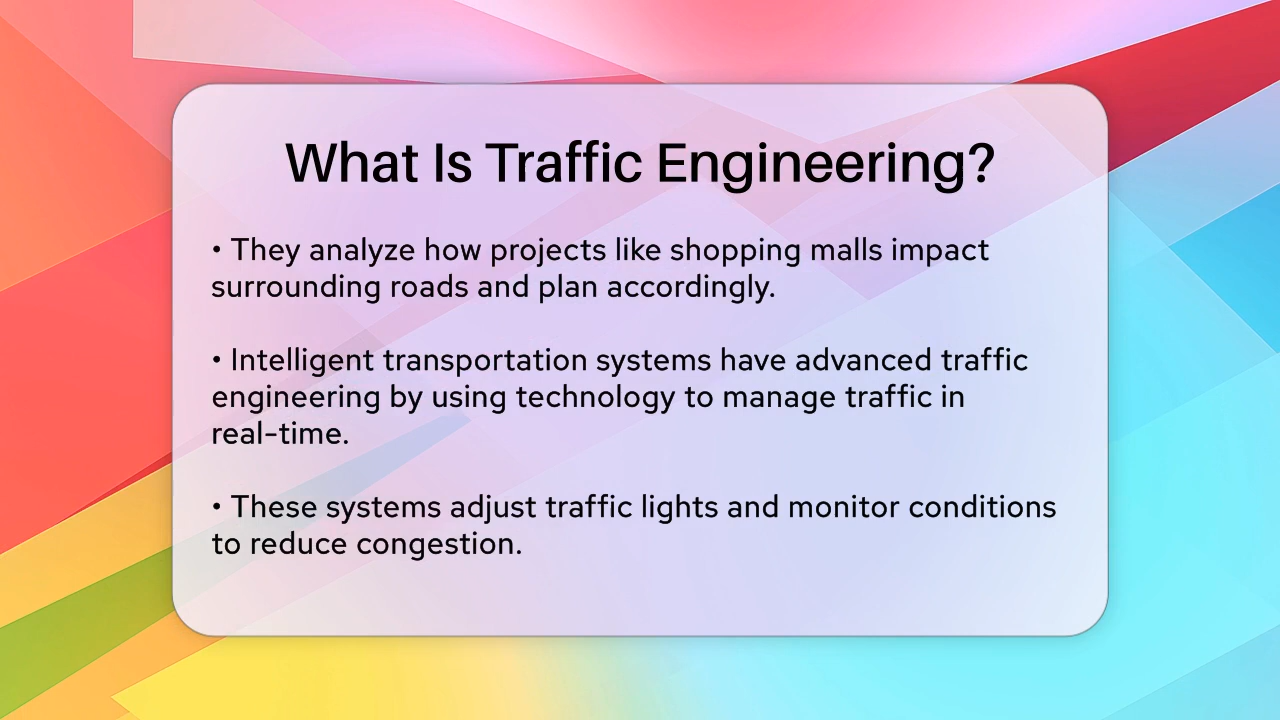 What Is Traffic Engineering?
• They analyze how projects like shopping malls impact
surrounding roads and plan accordingly.
• Intelligent transportation systems have advanced traffic
engineering by using technology to manage traffic in
real-time.
• These systems adjust traffic lights and monitor conditions
to reduce congestion.